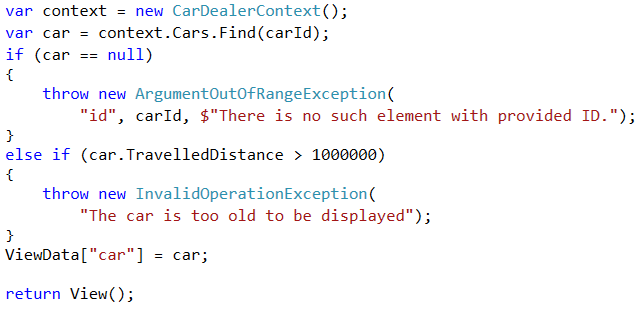 var context = new CarDealerContext();
var car = context.Cars.Find(carId);
if (car == null)
{
    throw new ArgumentOutOfRangeException(
        "id", carId, $"There is no such element with provided ID.");
}
else if (car.TravelledDistance > 1000000)
{
    throw new InvalidOperationException(
        "The car is too old to be displayed");
}
ViewData["car"] = car;
return View();